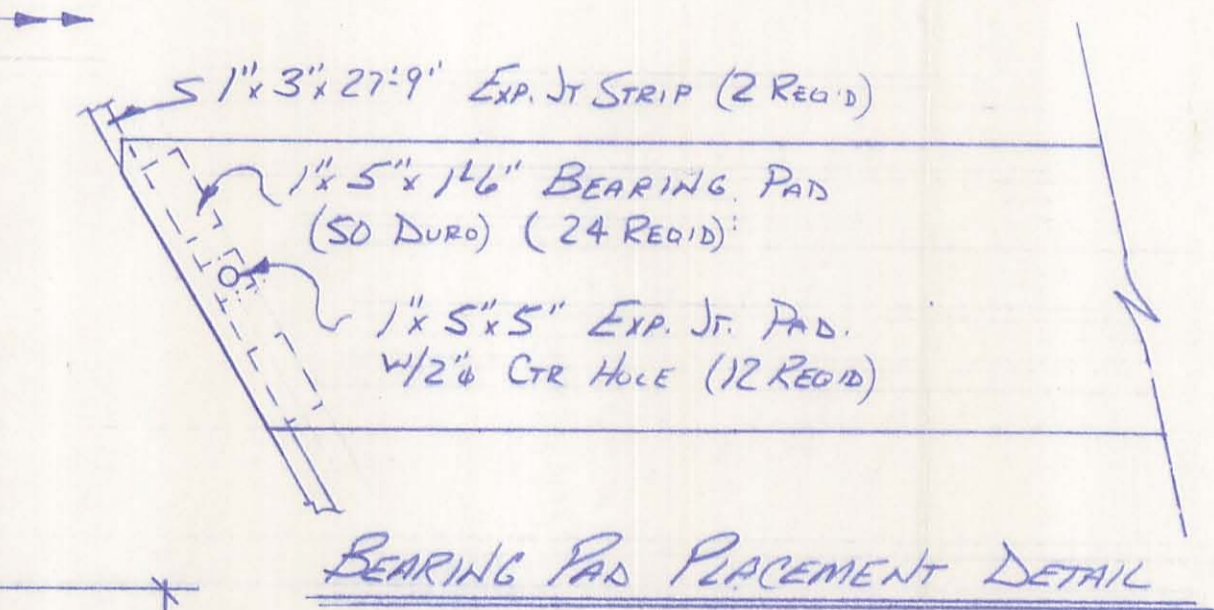 1" x 3" x 27'-9" EXP. JT STRIP (2 REQ'D)
1" x 5" x 1'-6" BEARING PAD
(50 DURO) (24 REQ'D)
1" x 5" x 5" EXP. JT. PAD.
W/2"ϕ CTR HOLE (12 REQ'D)
BEARING PAD PLACEMENT DETAIL